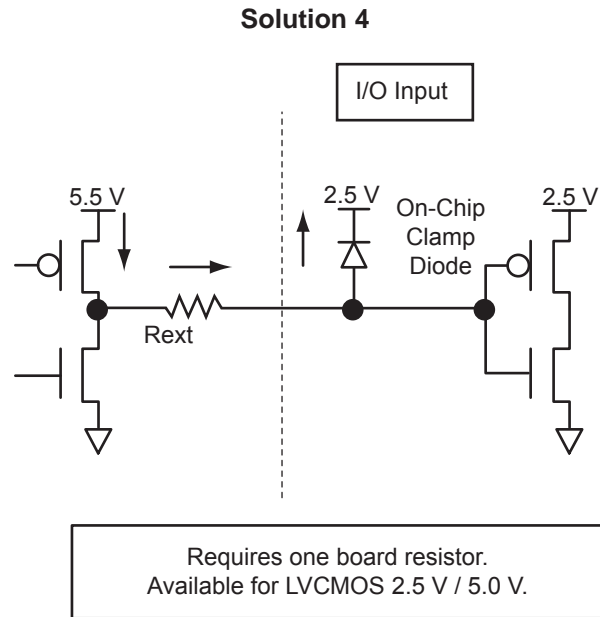 Solution 4
I/O Input
5.5 V
2.5 V
On-Chip
Clamp
Diode
2.5 V
Rext
Requires one board resistor.
Available for LVCMOS 2.5 V / 5.0 V.